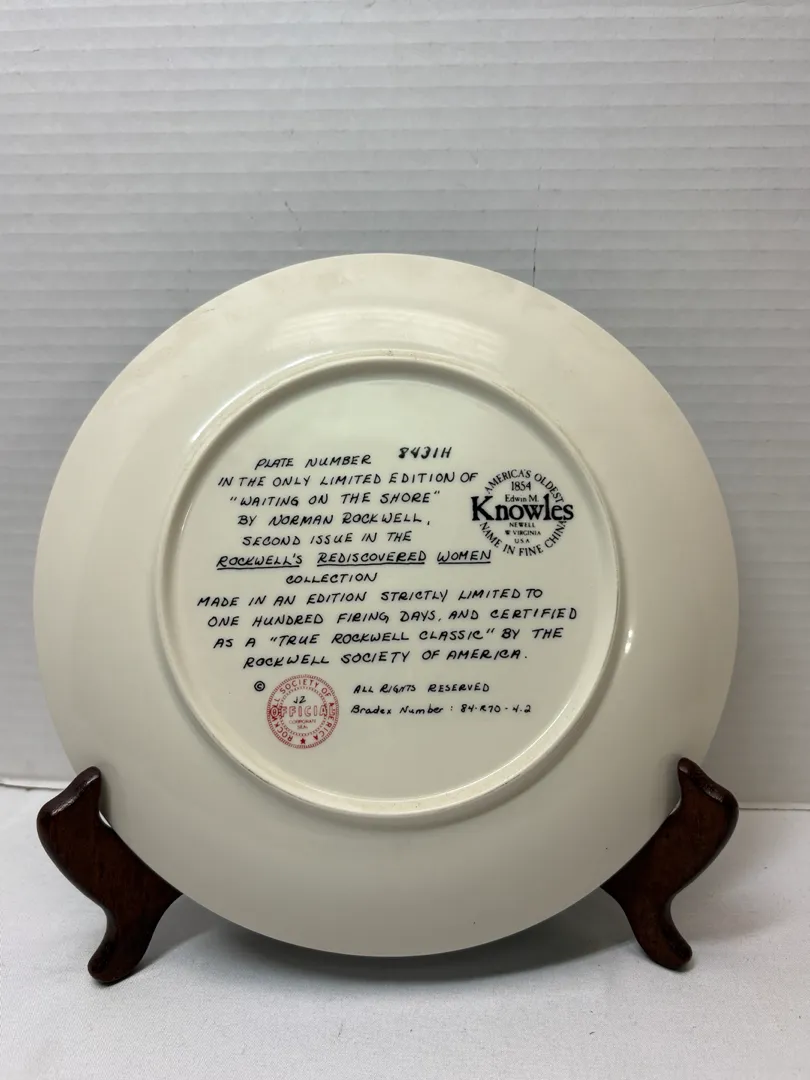 PLATE NUMBER 8431H
IN THE ONLY LIMITED EDITION OF
"WAITING ON THE SHORE"
BY NORMAN ROCKWELL,
SECOND ISSUE IN THE
ROCKWELL'S REDISCOVERED WOMEN
COLLECTION
MADE IN AN EDITION STRICTLY LIMITED TO
ONE HUNDRED FIRING DAYS, AND CERTIFIED
AS A "TRUE ROCKWELL CLASSIC" BY THE
ROCKWELL SOCIETY OF AMERICA.
© ALL RIGHTS RESERVED
Bradex Number: 84-R70-4.2
AMERICA'S OLDEST
1854
Edwin M.
Knowles
NEWELL
W VIRGINIA
USA
NAME IN FINE CHINA
ROCKWELL SOCIETY OF AMERICA
JZ
OFFICIAL
CORPORATE
SEAL